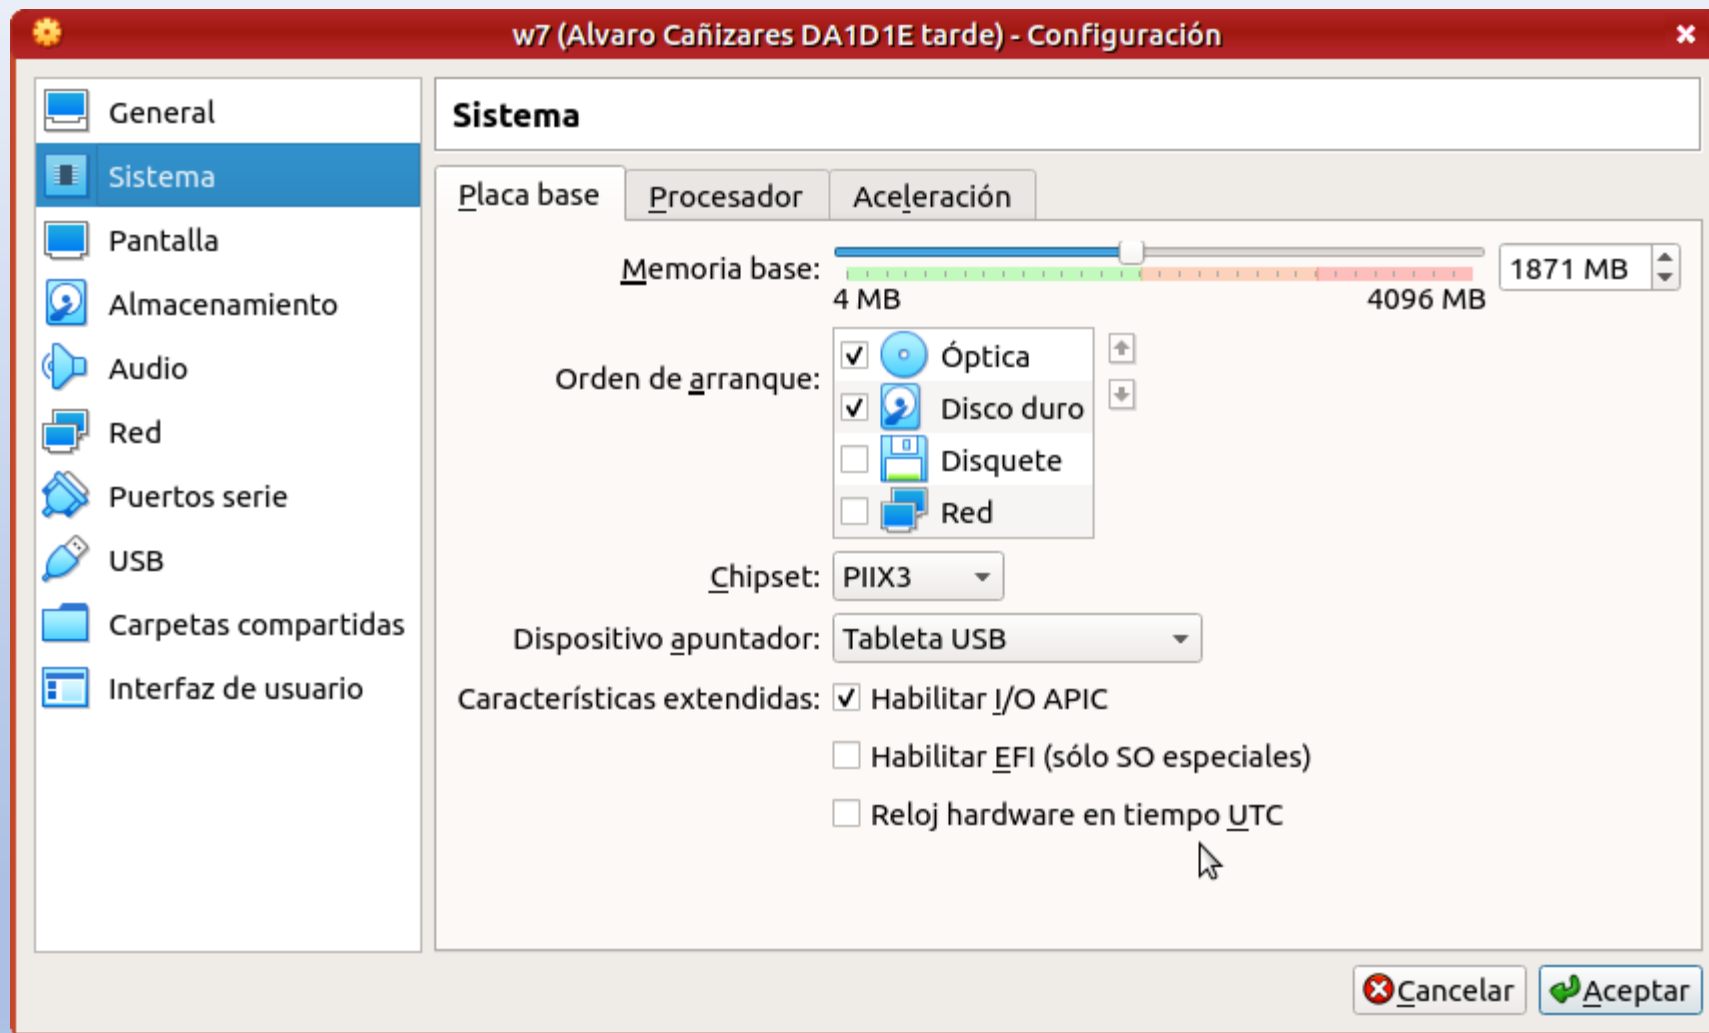 w7 (Alvaro Cañizares DA1D1E tarde) - Configuración
General
Sistema
Pantalla
Almacenamiento
Audio
Red
Puertos serie
USB
Carpetas compartidas
Interfaz de usuario
Sistema
Placa base Procesador Aceleración
Memoria base: 1871 MB
4 MB 4096 MB
Orden de arranque:
Óptica
Disco duro
Disquete
Red
Chipset: PIIX3
Dispositivo apuntador: Tableta USB
Características extendidas: Habilitar I/O APIC
Habilitar EFI (sólo SO especiales)
Reloj hardware en tiempo UTC
Cancelar Aceptar